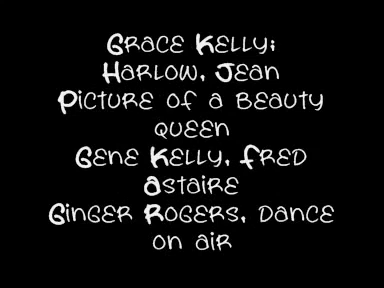 Grace Kelly;
Harlow, Jean
Picture of a beauty
queen
Gene Kelly, Fred
Astaire
Ginger Rogers, dance
on air